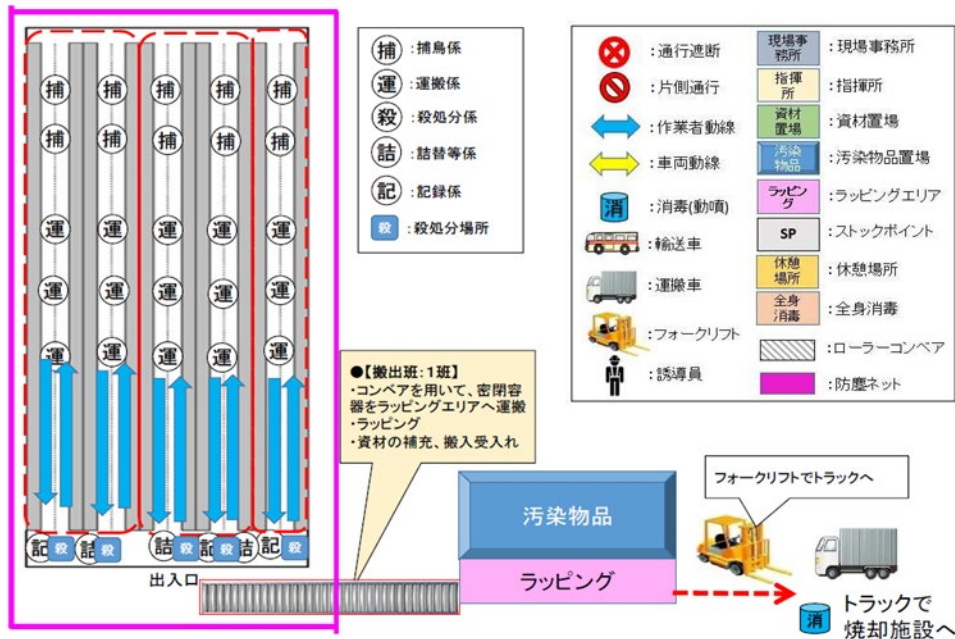 捕 捕 捕 捕 捕
捕 捕 捕 捕 捕
運 運 運 運 運
運 運 運 運 運
運 運 運 運 運
記 殺 詰 殺 詰 殺 記 殺 詰 記 殺
出入口
捕 :捕鳥係
運 :運搬係
殺 :殺処分係
詰 :詰替等係
記 :記録係
殺 :殺処分場所
:通行遮断
:片側通行
:作業者動線
:車両動線
消 :消毒(動噴)
:輸送車
:運搬車
:フォークリフト
:誘導員
現場事
務所 :現場事務所
指揮
所 :指揮所
資材
置場 :資材置場
汚染
物品 :汚染物品置場
ラッピン
グ :ラッピングエリア
SP :ストックポイント
休憩
場所 :休憩場所
全身
消毒 :全身消毒
:ローラーコンベア
:防塵ネット
●【搬出班:1班】
・コンベアを用いて、密閉容
器をラッピングエリアへ運搬
・ラッピング
・資材の補充、搬入受入れ
汚染物品
ラッピング
フォークリフトでトラックへ
消 トラックで
焼却施設へ